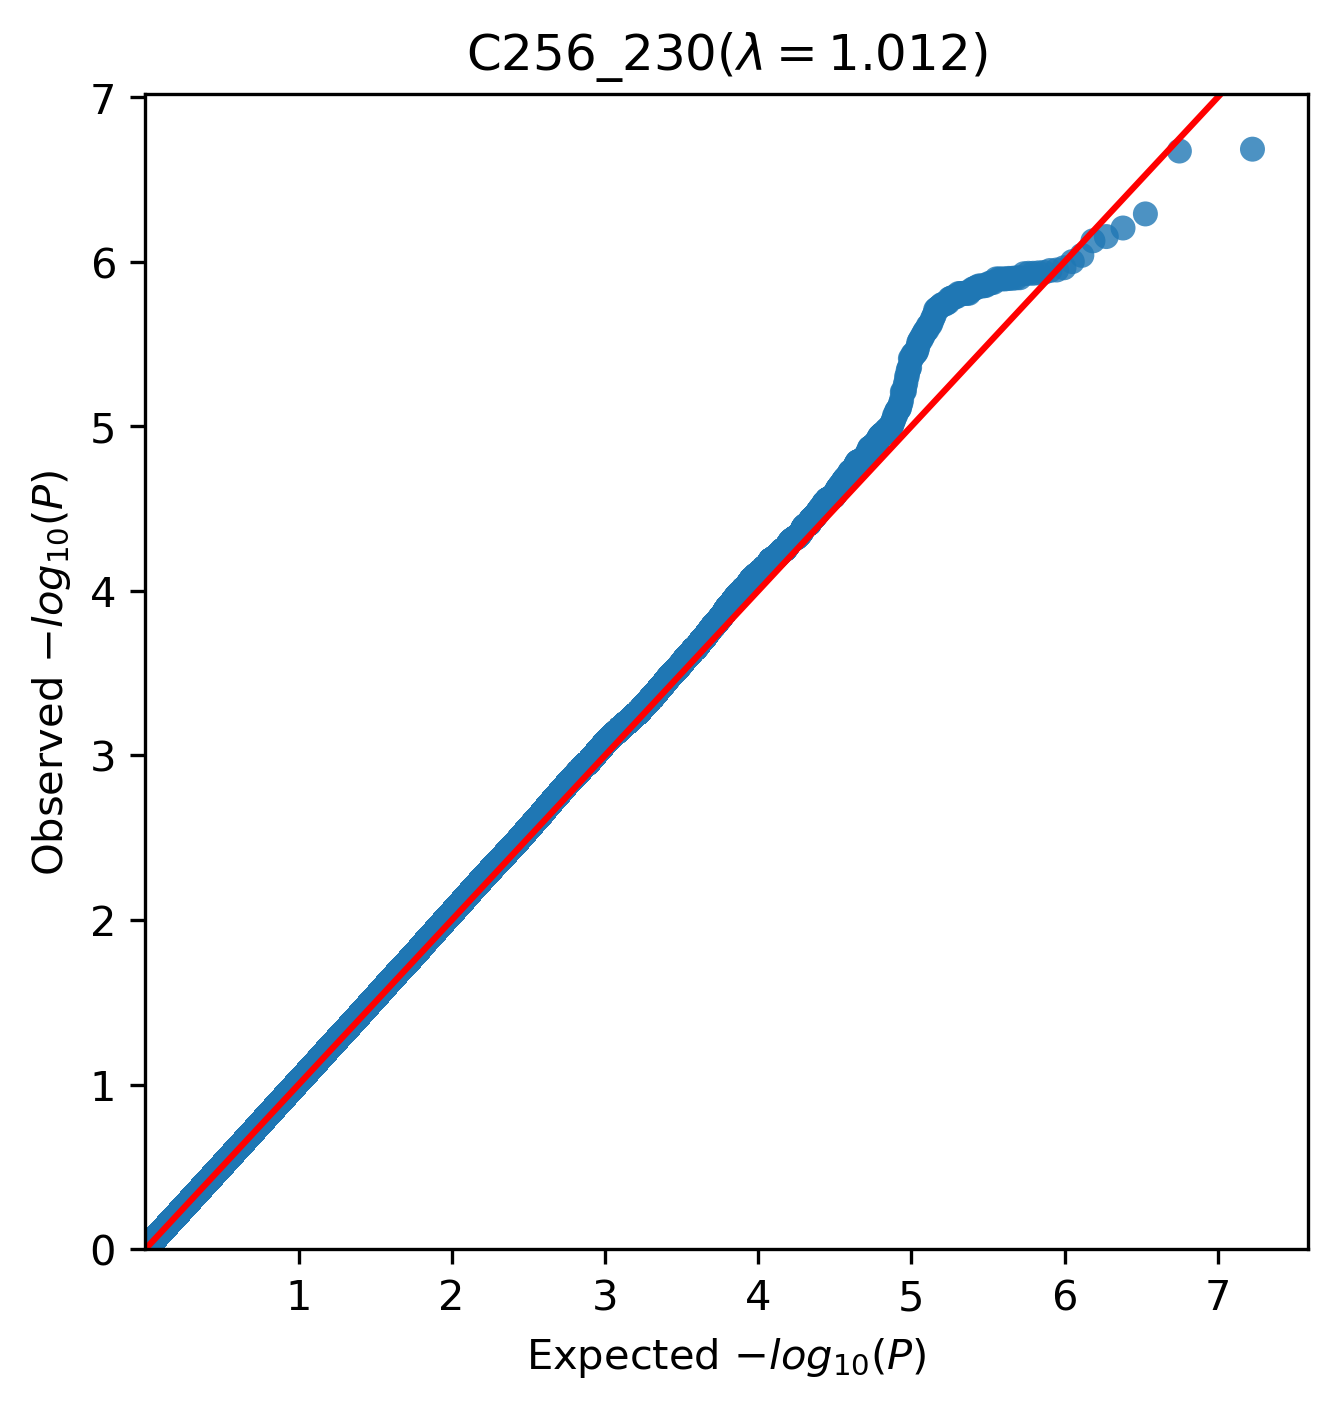 C256_230(λ = 1.012)
7
6
5
4
3
2
1
0
Observed −log₁₀(P)
1 2 3 4 5 6 7
Expected −log₁₀(P)